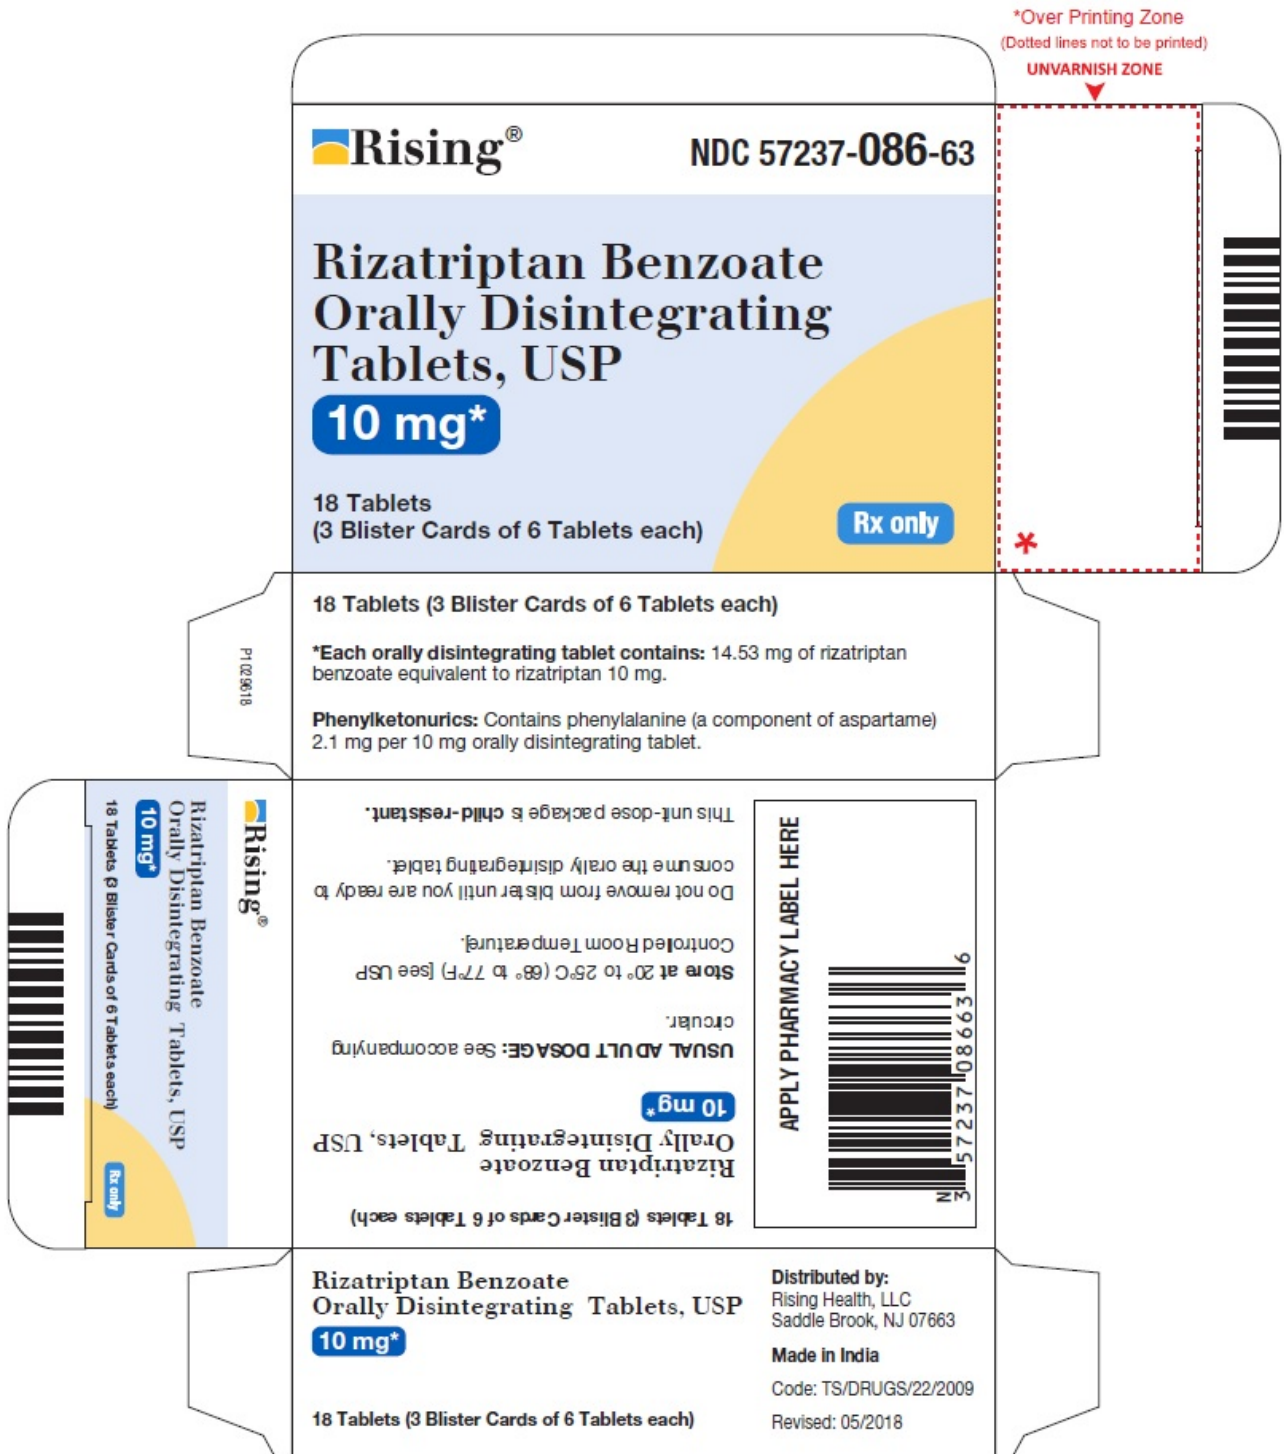 *Over Printing Zone
(Dotted lines not to be printed)
UNVARNISH ZONE
Rising®
NDC 57237-086-63
Rizatriptan Benzoate
Orally Disintegrating
Tablets, USP
10 mg*
18 Tablets
(3 Blister Cards of 6 Tablets each)
Rx only
*
18 Tablets (3 Blister Cards of 6 Tablets each)
*Each orally disintegrating tablet contains: 14.53 mg of rizatriptan
benzoate equivalent to rizatriptan 10 mg.
Phenylketonurics: Contains phenylalanine (a component of aspartame)
2.1 mg per 10 mg orally disintegrating tablet.
P1029618
Rising®
Rizatriptan Benzoate
Orally Disintegrating Tablets, USP
10 mg*
18 Tablets (3 Blister Cards of 6 Tablets each)
Rx only
18 Tablets (3 Blister Cards of 6 Tablets each)
Rizatriptan Benzoate
Orally Disintegrating Tablets, USP
10 mg*
USUAL ADULT DOSAGE: See accompanying
circular.
Store at 20° to 25°C (68° to 77°F) [see USP
Controlled Room Temperature].
Do not remove from blister until you are ready to
consume the orally disintegrating tablet.
This unit-dose package is child-resistant.
APPLY PHARMACY LABEL HERE
N
3 57237 08663 6
Rizatriptan Benzoate
Orally Disintegrating Tablets, USP
10 mg*
18 Tablets (3 Blister Cards of 6 Tablets each)
Distributed by:
Rising Health, LLC
Saddle Brook, NJ 07663
Made in India
Code: TS/DRUGS/22/2009
Revised: 05/2018